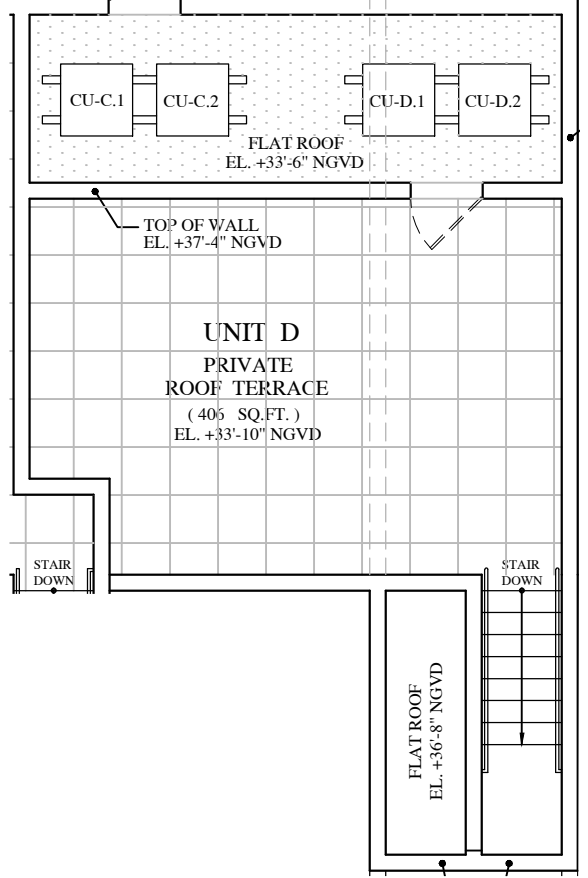 CU-C.1
CU-C.2
CU-D.1
CU-D.2
FLAT ROOF
EL. +33'-6" NGVD
TOP OF WALL
EL. +37'-4" NGVD
UNIT D
PRIVATE
ROOF TERRACE
( 406 SQ.FT. )
EL. +33'-10" NGVD
STAIR
DOWN
STAIR
DOWN
FLAT ROOF
EL. +36'-8" NGVD